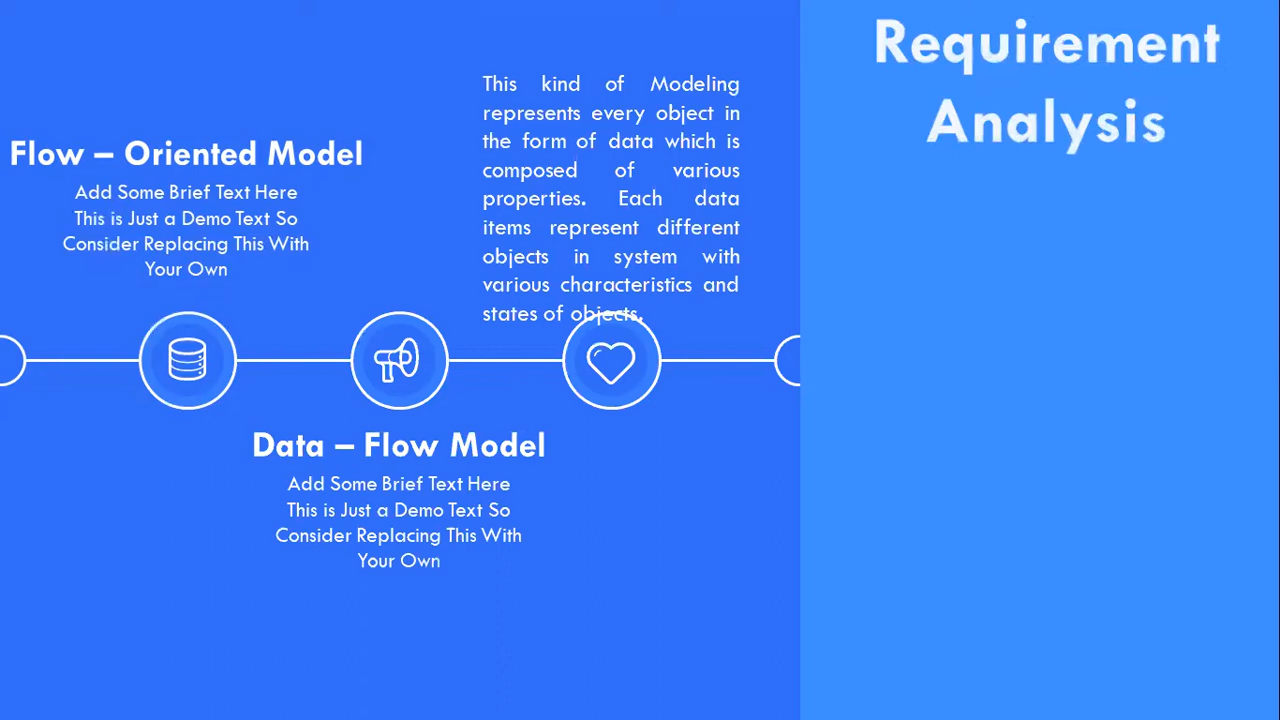 Requirement
Analysis
This kind of Modeling
represents every object in
the form of data which is
composed of various
properties. Each data
items represent different
objects in system with
various characteristics and
states of objects.
Flow – Oriented Model
Add Some Brief Text Here
This is Just a Demo Text So
Consider Replacing This With
Your Own
Data – Flow Model
Add Some Brief Text Here
This is Just a Demo Text So
Consider Replacing This With
Your Own